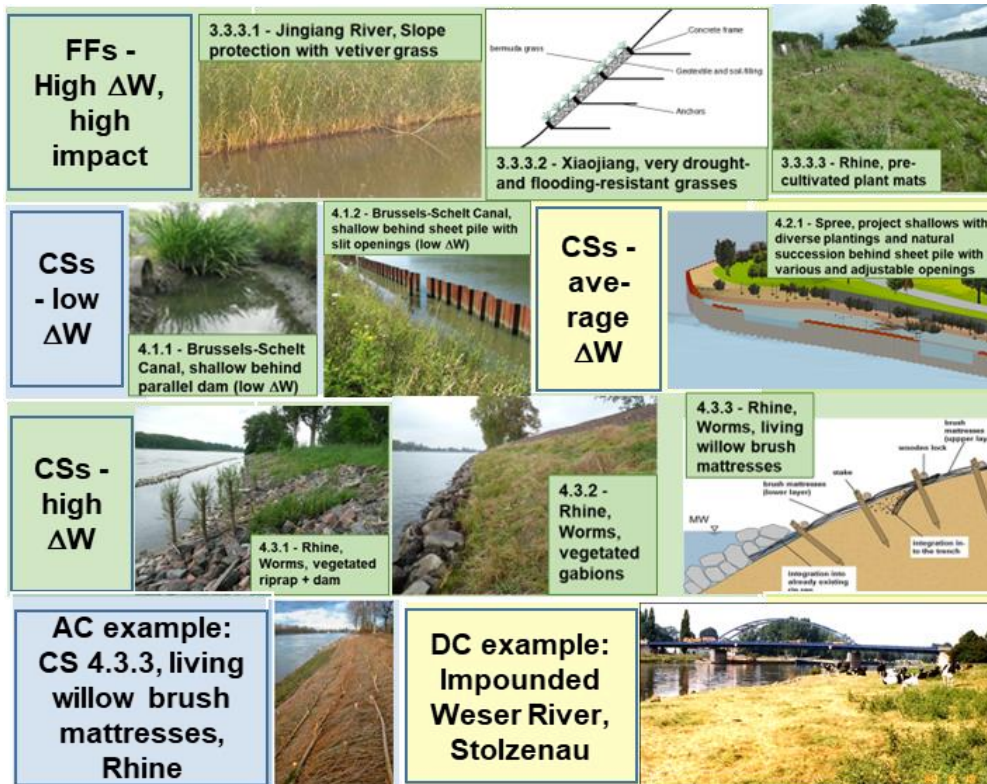 FFs -
High ΔW,
high
impact
3.3.3.1 - Jingjang River, Slope
protection with vetiver grass
bermuda grass
Concrete frame
Geotextile and soil-filling
Anchors
3.3.3.2 - Xiaojiang, very drought-
and flooding-resistant grasses
3.3.3.3 - Rhine, pre-
cultivated plant mats
CSs
- low
ΔW
4.1.1 - Brussels-Schelt
Canal, shallow behind
parallel dam (low ΔW)
4.1.2 - Brussels-Schelt Canal,
shallow behind sheet pile with
slit openings (low ΔW)
CSs -
ave-
rage
ΔW
4.2.1 - Spree, project shallows with
diverse plantings and natural
succession behind sheet pile with
various and adjustable openings
CSs -
high
ΔW
4.3.1 - Rhine,
Worms, vegetated
riprap + dam
4.3.2 -
Rhine,
Worms,
vegetated
gabions
4.3.3 - Rhine,
Worms, living
willow brush
mattresses
brush
mattresses
(uppper lay
wooden lock
stake
brush mattresses
(lower layer)
MW
integration in-
to the trench
integration into
already existing
AC example:
CS 4.3.3, living
willow brush
mattresses,
Rhine
DC example:
Impounded
Weser River,
Stolzenau